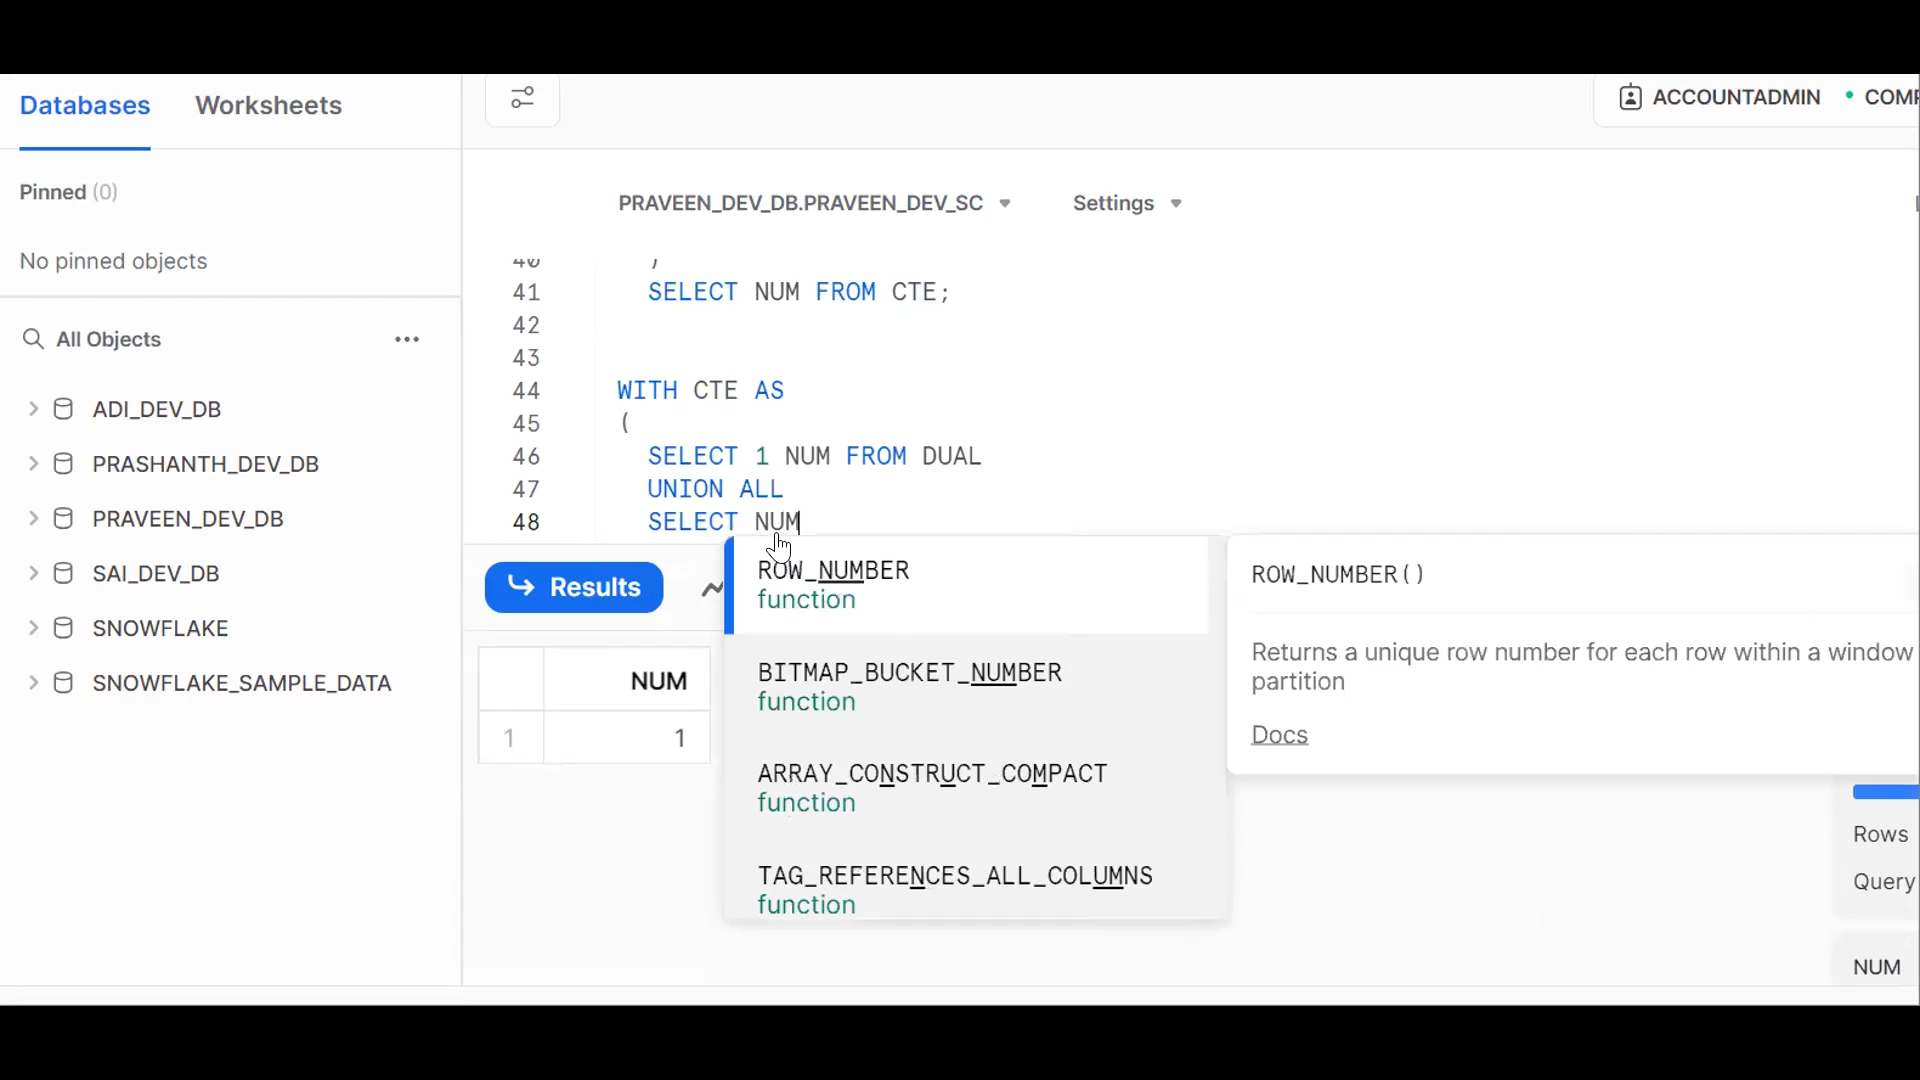 Databases Worksheets
ACCOUNTADMIN
Pinned (0)
No pinned objects
All Objects
ADI_DEV_DB
PRASHANTH_DEV_DB
PRAVEEN_DEV_DB
SAI_DEV_DB
SNOWFLAKE
SNOWFLAKE_SAMPLE_DATA
PRAVEEN_DEV_DB.PRAVEEN_DEV_SC Settings
40 )
41 SELECT NUM FROM CTE;
42
43
44 WITH CTE AS
45 (
46 SELECT 1 NUM FROM DUAL
47 UNION ALL
48 SELECT NUM
Results
NUM
1 1
ROW_NUMBER
function
BITMAP_BUCKET_NUMBER
function
ARRAY_CONSTRUCT_COMPACT
function
TAG_REFERENCES_ALL_COLUMNS
function
ROW_NUMBER()
Returns a unique row number for each row within a window
partition
Docs
Rows
Query
NUM